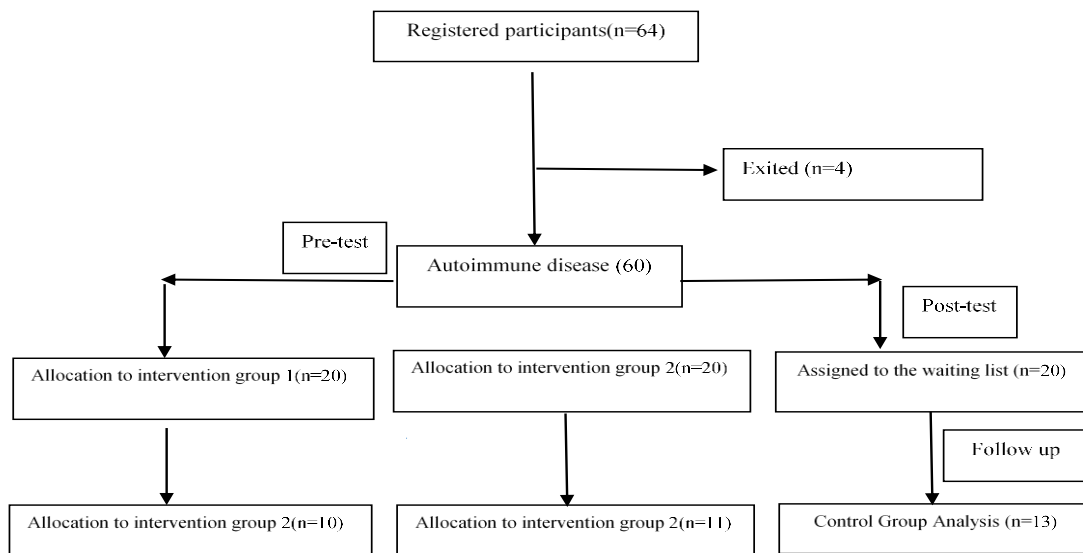 Registered participants(n=64)
Exited (n=4)
Pre-test
Autoimmune disease (60)
Post-test
Allocation to intervention group 1(n=20)
Allocation to intervention group 2(n=20)
Assigned to the waiting list (n=20)
Follow up
Allocation to intervention group 2(n=10)
Allocation to intervention group 2(n=11)
Control Group Analysis (n=13)